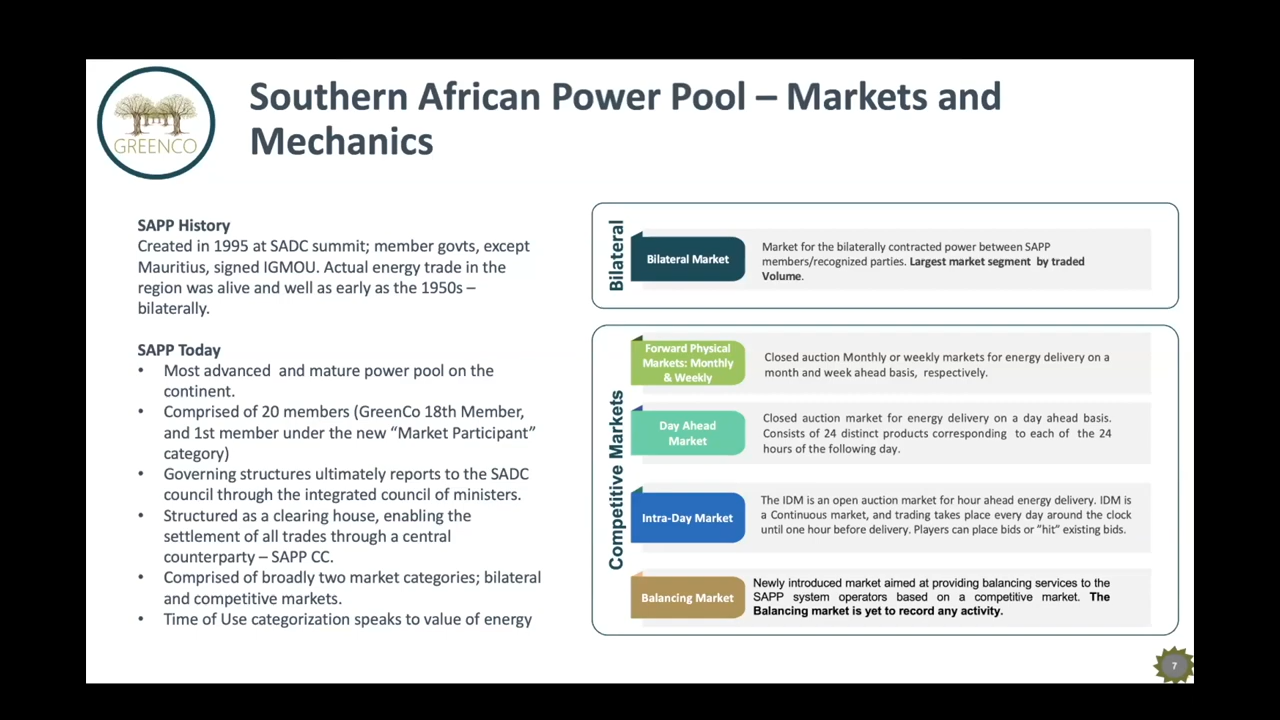 GREENCO
Southern African Power Pool – Markets and
Mechanics
SAPP History
Created in 1995 at SADC summit; member govts, except
Mauritius, signed IGMOU. Actual energy trade in the
region was alive and well as early as the 1950s –
bilaterally.
SAPP Today
• Most advanced and mature power pool on the
continent.
• Comprised of 20 members (GreenCo 18th Member,
and 1st member under the new “Market Participant”
category)
• Governing structures ultimately reports to the SADC
council through the integrated council of ministers.
• Structured as a clearing house, enabling the
settlement of all trades through a central
counterparty – SAPP CC.
• Comprised of broadly two market categories; bilateral
and competitive markets.
• Time of Use categorization speaks to value of energy
Bilateral
Bilateral Market
Market for the bilaterally contracted power between SAPP
members/recognized parties. Largest market segment by traded
Volume.
Competitive Markets
Forward Physical
Markets: Monthly
& Weekly
Closed auction Monthly or weekly markets for energy delivery on a
month and week ahead basis, respectively.
Day Ahead
Market
Closed auction market for energy delivery on a day ahead basis.
Consists of 24 distinct products corresponding to each of the 24
hours of the following day.
Intra-Day Market
The IDM is an open auction market for hour ahead energy delivery. IDM is
a Continuous market, and trading takes place every day around the clock
until one hour before delivery. Players can place bids or ”hit” existing bids.
Balancing Market
Newly introduced market aimed at providing balancing services to the
SAPP system operators based on a competitive market. The
Balancing market is yet to record any activity.
7